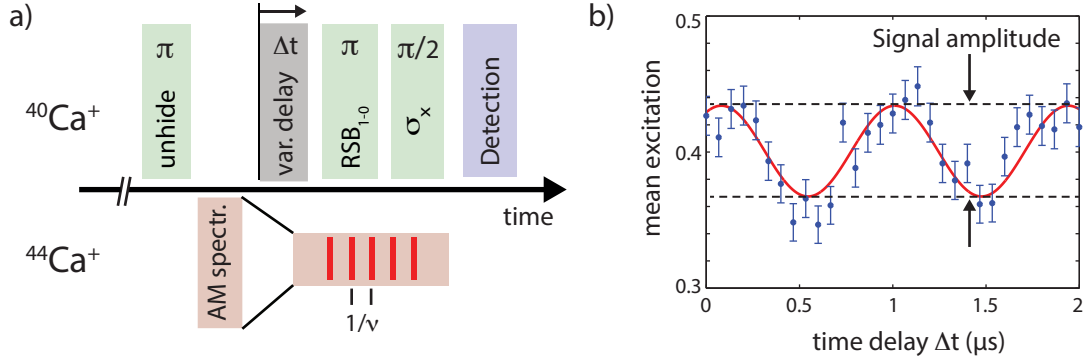 a)
π
unhide
Δt
var. delay
π
RSB1-0
π/2
σx
Detection
40Ca+
time
44Ca+
AM spectr.
1/ν
b)
0.5
0.4
0.3
mean excitation
Signal amplitude
0
0.5
1
1.5
2
time delay Δt (μs)